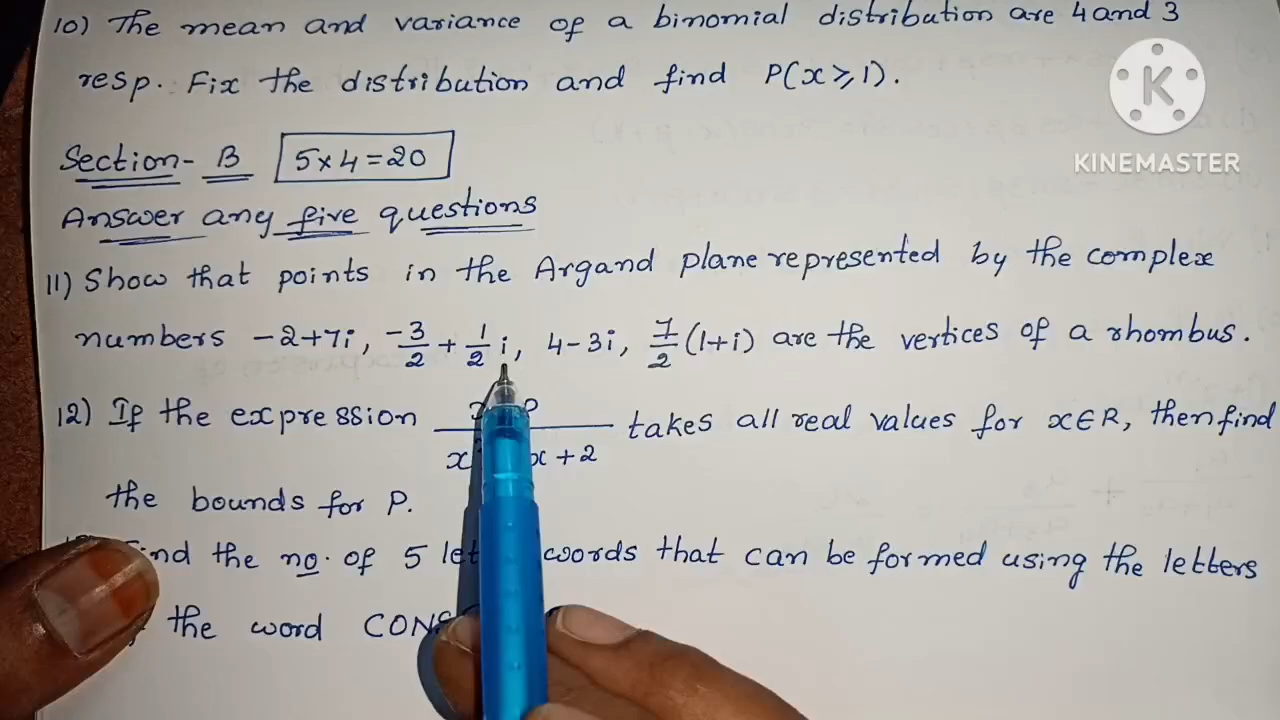 10) The mean and variance of a binomial distribution are 4 and 3
resp. Fix the distribution and find P(x≥1).
KINEMASTER
Section- B 5×4=20
Answer any five questions
11) Show that points in the Argand plane represented by the complex
numbers -2+7i, -3/2 + 1/2 i, 4-3i, 7/2 (1+i) are the vertices of a rhombus.
12) If the expression takes all real values for x∈R, then find
x + 2
the bounds for P.
the no. of 5 words that can be formed using the letters
the word